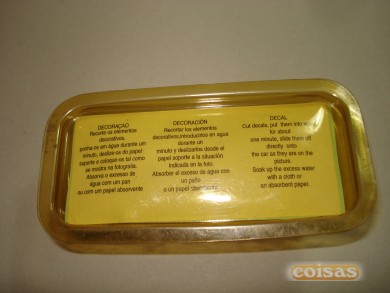 DECORAÇAO
Recorte os elementos
decorativos,
ponha-os em água durante um
minuto, deslize-os do papel
suporte e coloque-os tal como
se mostra na fotografia.
Absorva o excesso de
água com um pan
ou com um papel absorvente
DECORACIÓN
Recortar los elementos
decorativos,introducirlos en agua
durante un
minuto y deslizarlos desde el
papel soporte a la situación
Indicada en la foto.
Absorber el exceso de agua con
un paño
o un papel absorbente
DECAL
Cut decals, put them into water
for about
one minute, slide them off
directly onto
the car as they are on the
picture.
Soak up the excess water
with a cloth or
an absorbent paper.
coisas